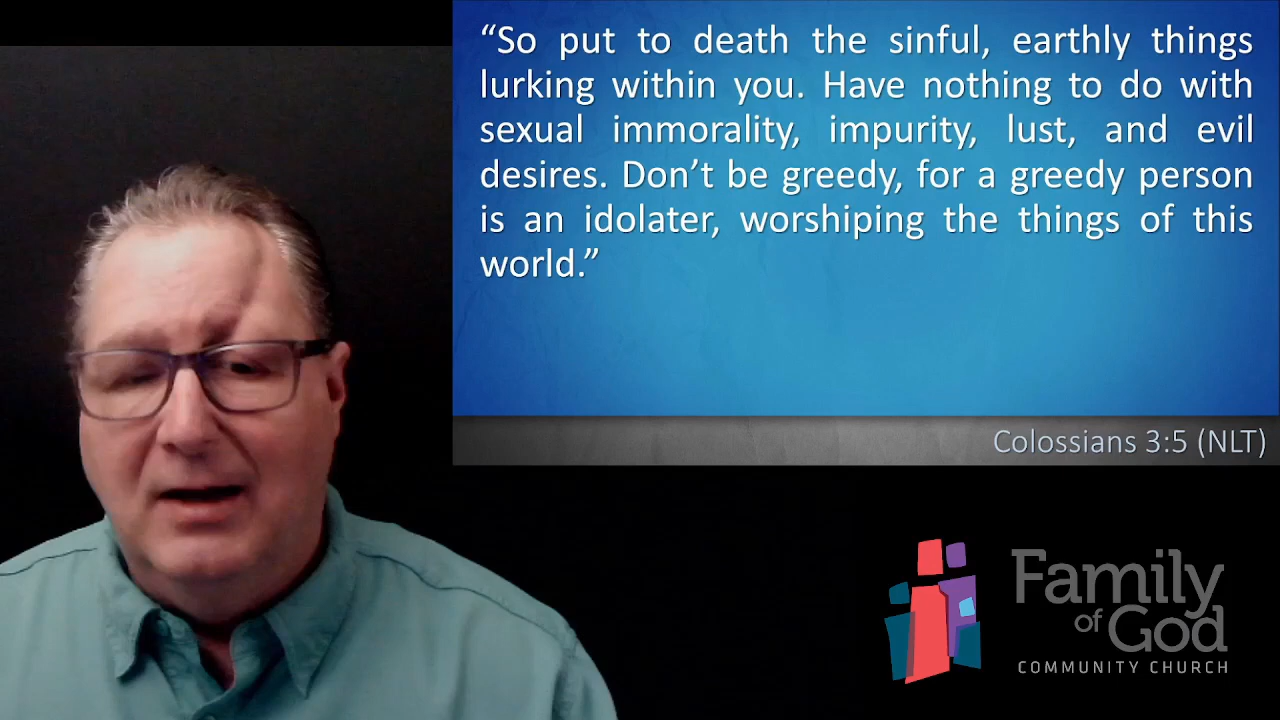 “So put to death the sinful, earthly things
lurking within you. Have nothing to do with
sexual immorality, impurity, lust, and evil
desires. Don’t be greedy, for a greedy person
is an idolater, worshiping the things of this
world.”
Colossians 3:5 (NLT)
Family
of God
COMMUNITY CHURCH